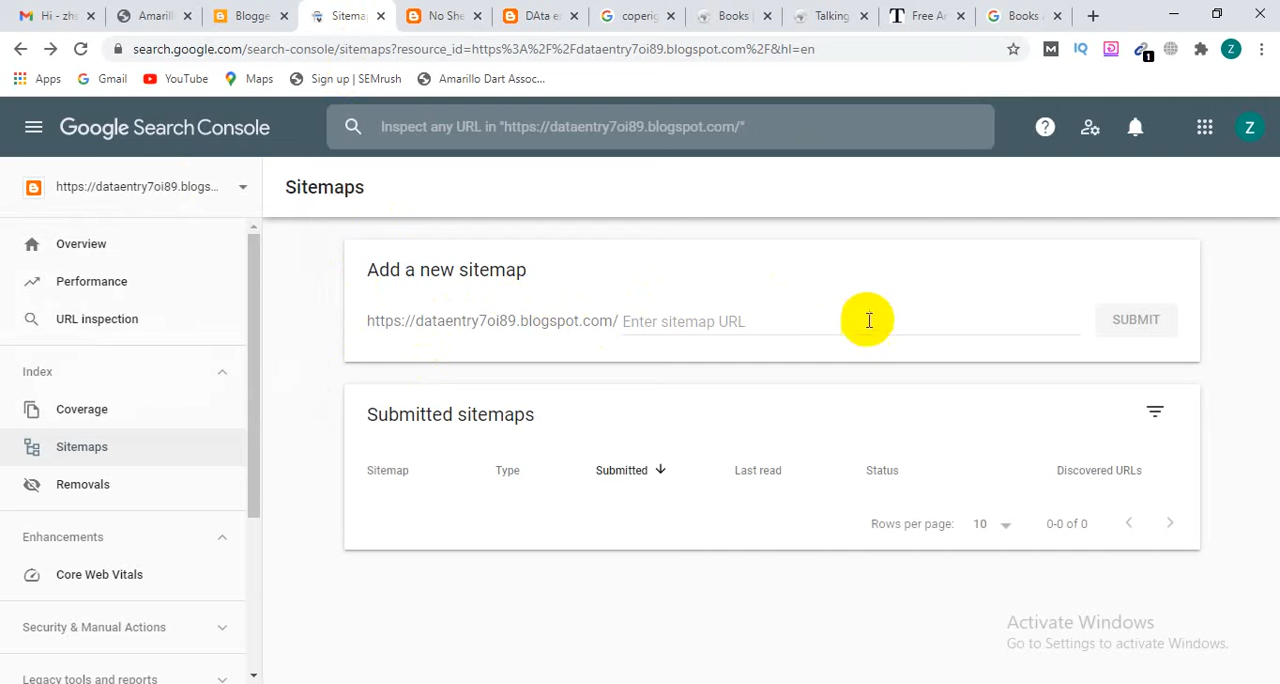 Hi - zhs
Amarill
Blogge
Sitema
No She
DAta en
coperig
Books |
Talking
Free Ar
Books a
search.google.com/search-console/sitemaps?resource_id=https%3A%2F%2Fdataentry7oi89.blogspot.com%2F&hl=en
M
IQ
1
Z
Apps
Gmail
YouTube
Maps
Sign up | SEMrush
Amarillo Dart Assoc...
Google Search Console
Inspect any URL in "https://dataentry7oi89.blogspot.com/"
Z
https://dataentry7oi89.blogs...
Sitemaps
Overview
Performance
URL inspection
Index
Coverage
Sitemaps
Removals
Enhancements
Core Web Vitals
Security & Manual Actions
Legacy tools and reports
Add a new sitemap
https://dataentry7oi89.blogspot.com/ Enter sitemap URL
SUBMIT
Submitted sitemaps
Sitemap Type Submitted Last read Status Discovered URLs
Rows per page: 10 0-0 of 0
Activate Windows
Go to Settings to activate Windows.